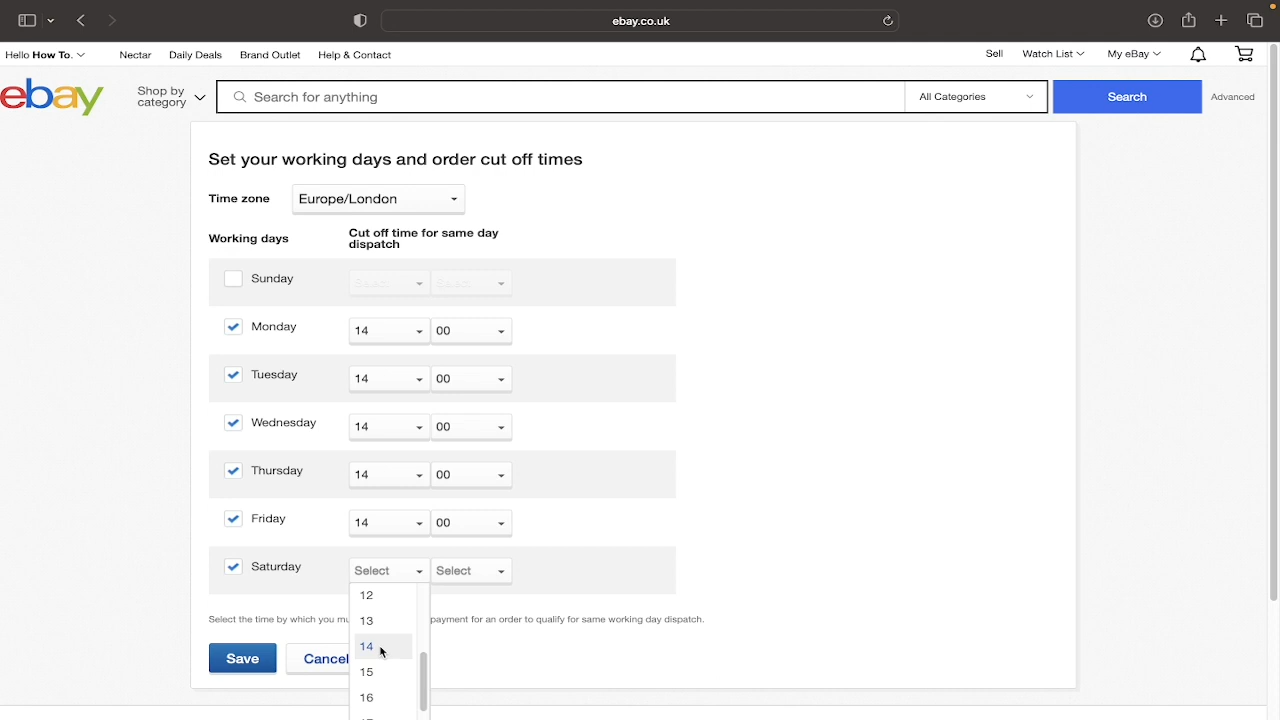 ebay.co.uk
Hello How To. Nectar Daily Deals Brand Outlet Help & Contact Sell Watch List My eBay
ebay
Shop by
category
Search for anything
All Categories
Search
Advanced
Set your working days and order cut off times
Time zone Europe/London
Working days
Cut off time for same day
dispatch
Sunday Select Select
Monday 14 00
Tuesday 14 00
Wednesday 14 00
Thursday 14 00
Friday 14 00
Saturday Select Select
12
Select the time by which you payment for an order to qualify for same working day dispatch.
13
14
Save Cancel
15
16